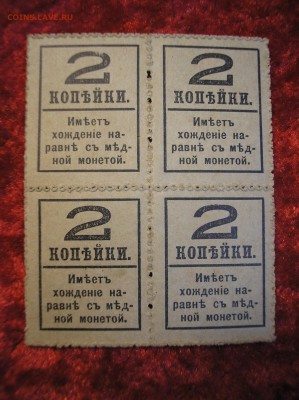 COINS.SAVE.RU
2 2
КОПѢЙКИ. КОПѢЙКИ.
Имѣетъ Имѣетъ
хожденіе на- хожденіе на-
равнѣ съ мѣд- равнѣ съ мѣд-
ной монетой. ной монетой.
2 2
КОПѢЙКИ. КОПѢЙКИ.
Имѣетъ Имѣетъ
хожденіе на- хожденіе на-
равнѣ съ мѣд- равнѣ съ мѣд-
ной монетой. ной монетой.